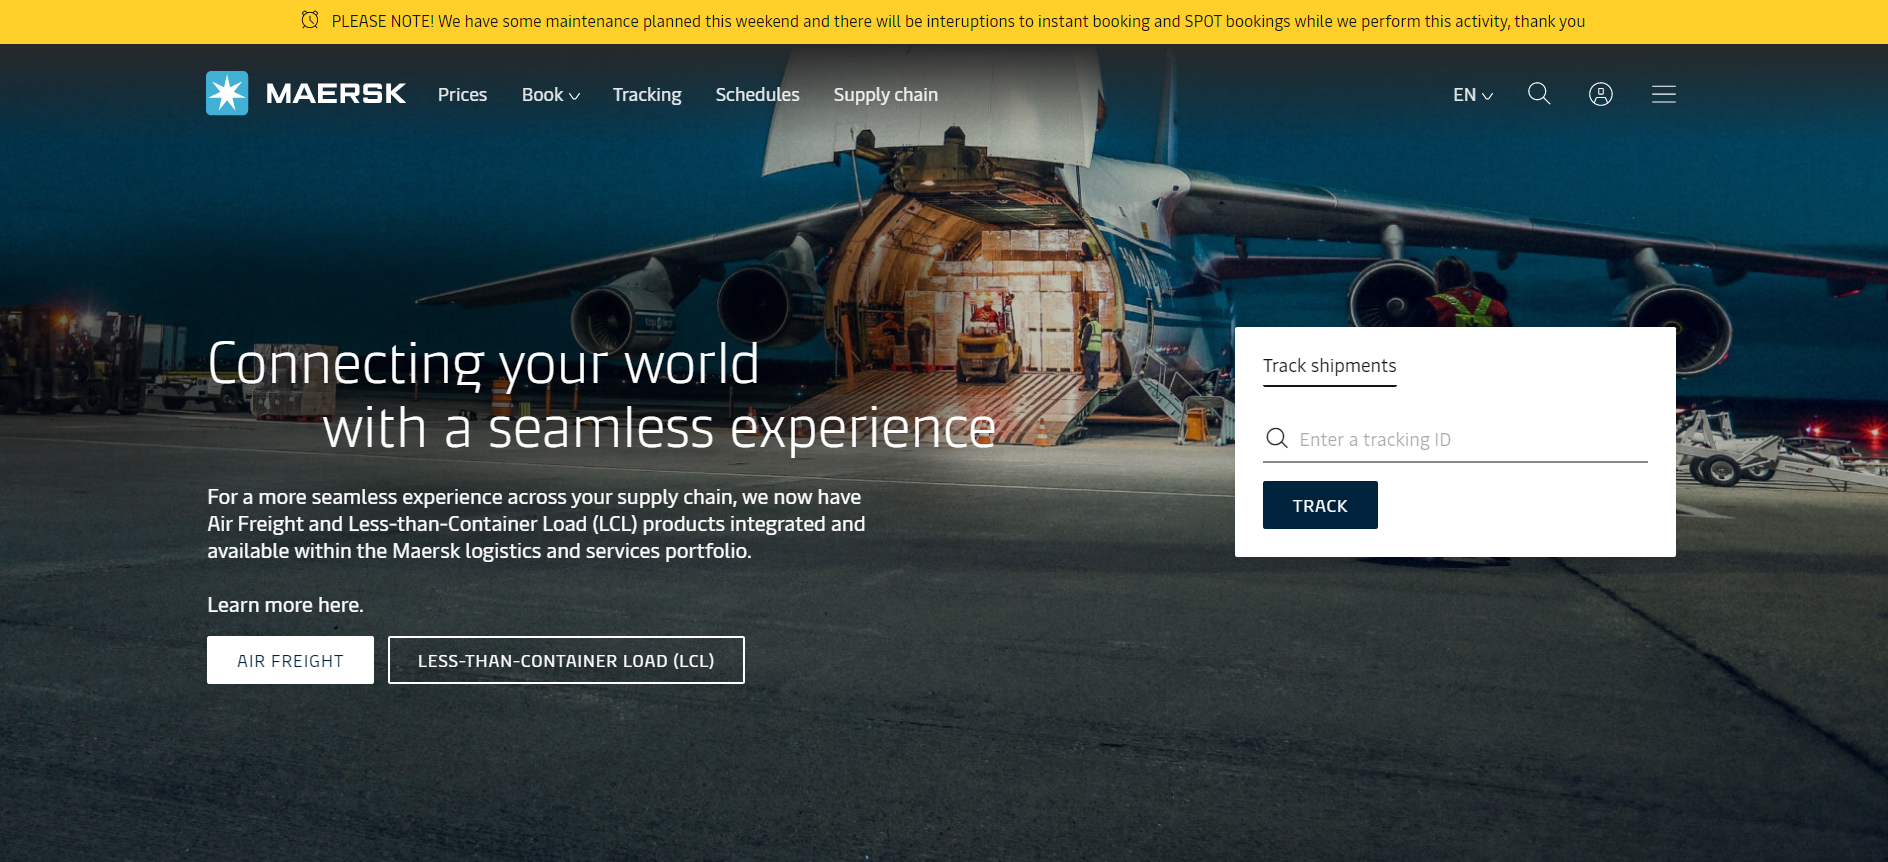 PLEASE NOTE! We have some maintenance planned this weekend and there will be interuptions to instant booking and SPOT bookings while we perform this activity, thank you
MAERSK Prices Book Tracking Schedules Supply chain EN
Connecting your world
with a seamless experience
For a more seamless experience across your supply chain, we now have
Air Freight and Less-than-Container Load (LCL) products integrated and
available within the Maersk logistics and services portfolio.
Learn more here.
AIR FREIGHT LESS-THAN-CONTAINER LOAD (LCL)
Track shipments
Enter a tracking ID
TRACK